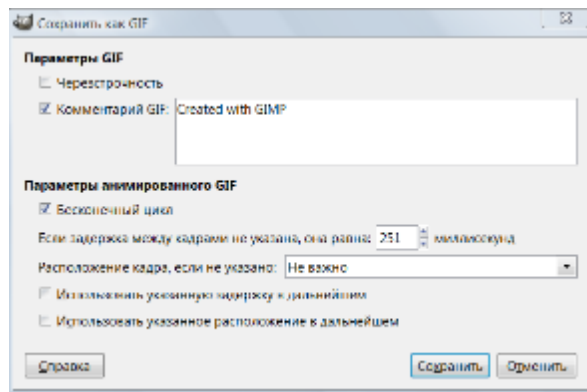 Сохранить как GIF
Параметры GIF
Черезстрочность
Комментарий GIF: Created with GIMP
Параметры анимированного GIF
Бесконечный цикл
Если задержка между кадрами не указана, она равна: 251 миллисекунд
Расположение кадра, если не указано: Не важно
Использовать указанную задержку в дальнейшим
Использовать указанное расположение в дальнейшем
Справка Сохранить Отменить